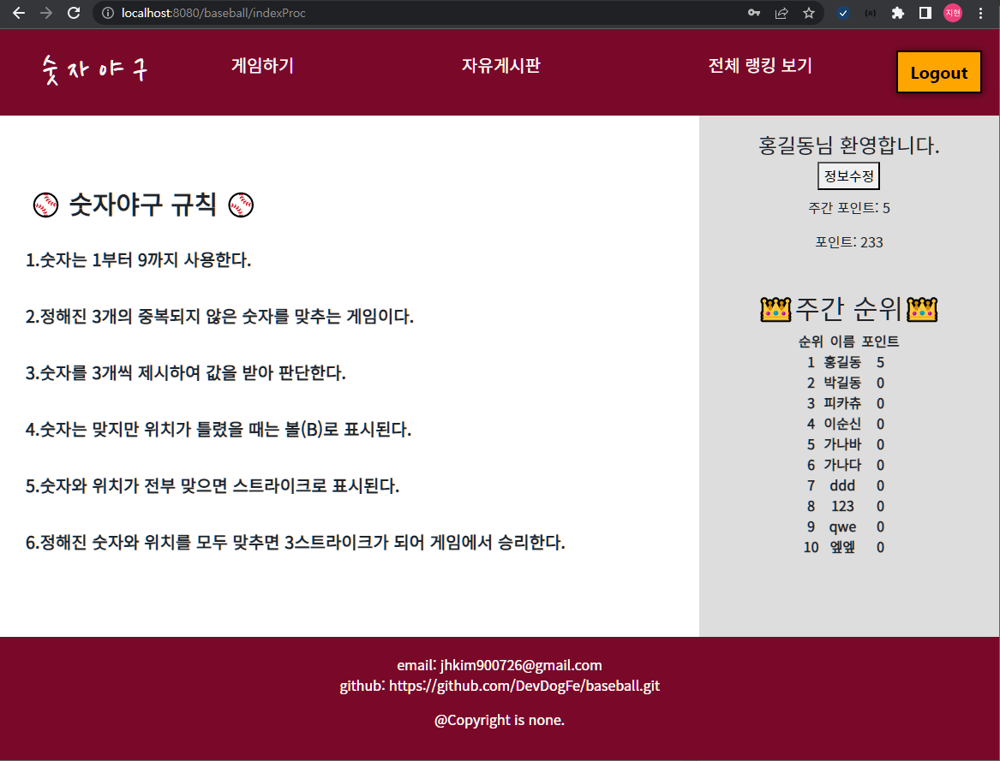 localhost:8080/baseball/indexProc
지현
숫자야구
게임하기
자유게시판
전체 랭킹 보기
Logout
숫자야구 규칙
1.숫자는 1부터 9까지 사용한다.
2.정해진 3개의 중복되지 않은 숫자를 맞추는 게임이다.
3.숫자를 3개씩 제시하여 값을 받아 판단한다.
4.숫자는 맞지만 위치가 틀렸을 때는 볼(B)로 표시된다.
5.숫자와 위치가 전부 맞으면 스트라이크로 표시된다.
6.정해진 숫자와 위치를 모두 맞추면 3스트라이크가 되어 게임에서 승리한다.
홍길동님 환영합니다.
정보수정
주간 포인트: 5
포인트: 233
주간 순위
순위 이름 포인트
1 홍길동 5
2 박길동 0
3 피카츄 0
4 이순신 0
5 가나바 0
6 가나다 0
7 ddd 0
8 123 0
9 qwe 0
10 엪엪 0
email: jhkim900726@gmail.com
github: https://github.com/DevDogFe/baseball.git
@Copyright is none.